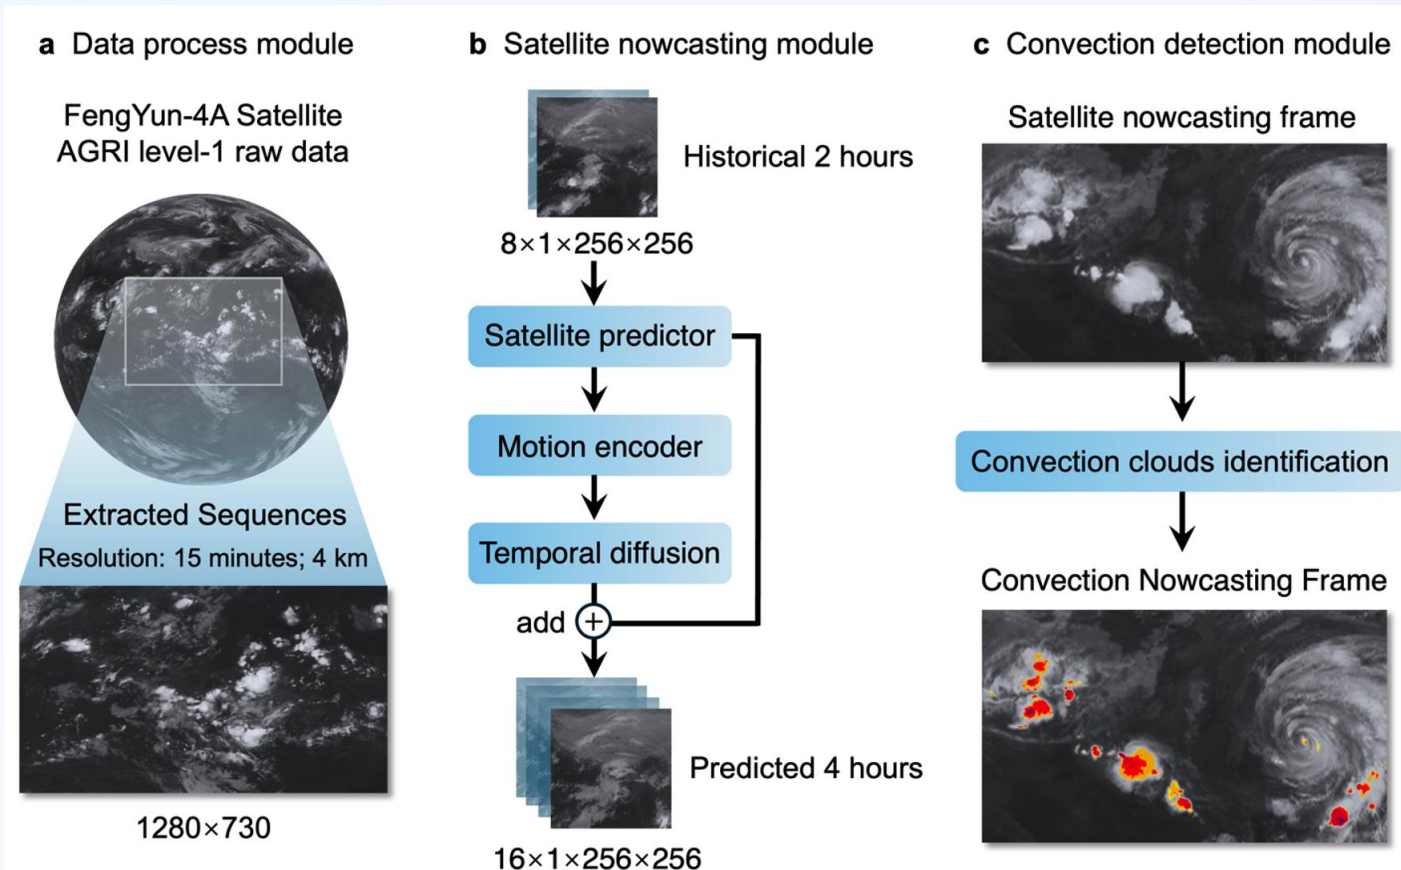 a Data process module
FengYun-4A Satellite
AGRI level-1 raw data
Extracted Sequences
Resolution: 15 minutes; 4 km
1280×730
b Satellite nowcasting module
Historical 2 hours
8×1×256×256
Satellite predictor
Motion encoder
Temporal diffusion
add +
Predicted 4 hours
16×1×256×256
c Convection detection module
Satellite nowcasting frame
Convection clouds identification
Convection Nowcasting Frame